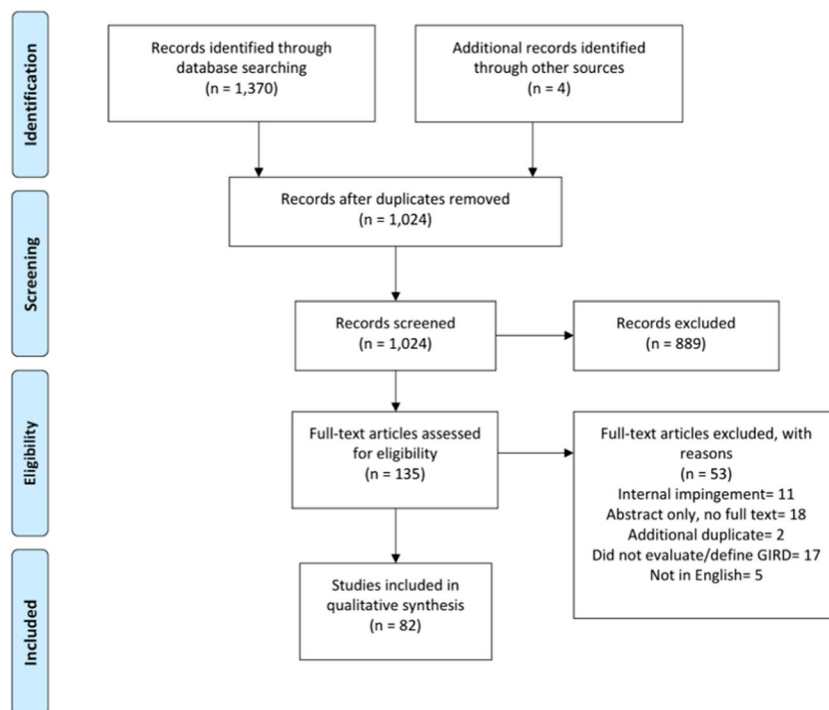 Identification
Records identified through
database searching
(n = 1,370)
Additional records identified
through other sources
(n = 4)
Screening
Records after duplicates removed
(n = 1,024)
Records screened
(n = 1,024)
Records excluded
(n = 889)
Eligibility
Full-text articles assessed
for eligibility
(n = 135)
Full-text articles excluded, with
reasons
(n = 53)
Internal impingement= 11
Abstract only, no full text= 18
Additional duplicate= 2
Did not evaluate/define GIRD= 17
Not in English= 5
Included
Studies included in
qualitative synthesis
(n = 82)